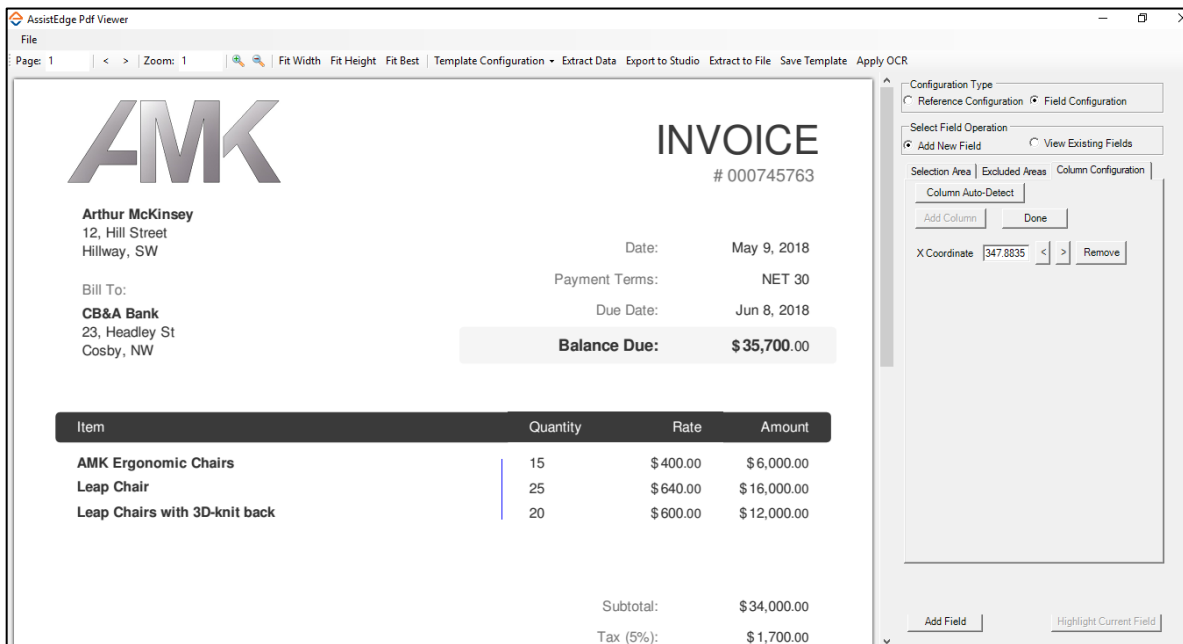 AssistEdge Pdf Viewer
File
Page: 1 < > Zoom: 1 Fit Width Fit Height Fit Best Template Configuration Extract Data Export to Studio Extract to File Save Template Apply OCR
AMK
INVOICE
# 000745763
Arthur McKinsey
12, Hill Street
Hillway, SW
Bill To:
CB&A Bank
23, Headley St
Cosby, NW
Date: May 9, 2018
Payment Terms: NET 30
Due Date: Jun 8, 2018
Balance Due: $35,700.00
Item Quantity Rate Amount
AMK Ergonomic Chairs 15 $400.00 $6,000.00
Leap Chair 25 $640.00 $16,000.00
Leap Chairs with 3D-knit back 20 $600.00 $12,000.00
Subtotal: $34,000.00
Tax (5%): $1,700.00
Configuration Type
Reference Configuration Field Configuration
Select Field Operation
Add New Field View Existing Fields
Selection Area Excluded Areas Column Configuration
Column Auto-Detect
Add Column Done
X Coordinate 347.8835 < > Remove
Add Field Highlight Current Field